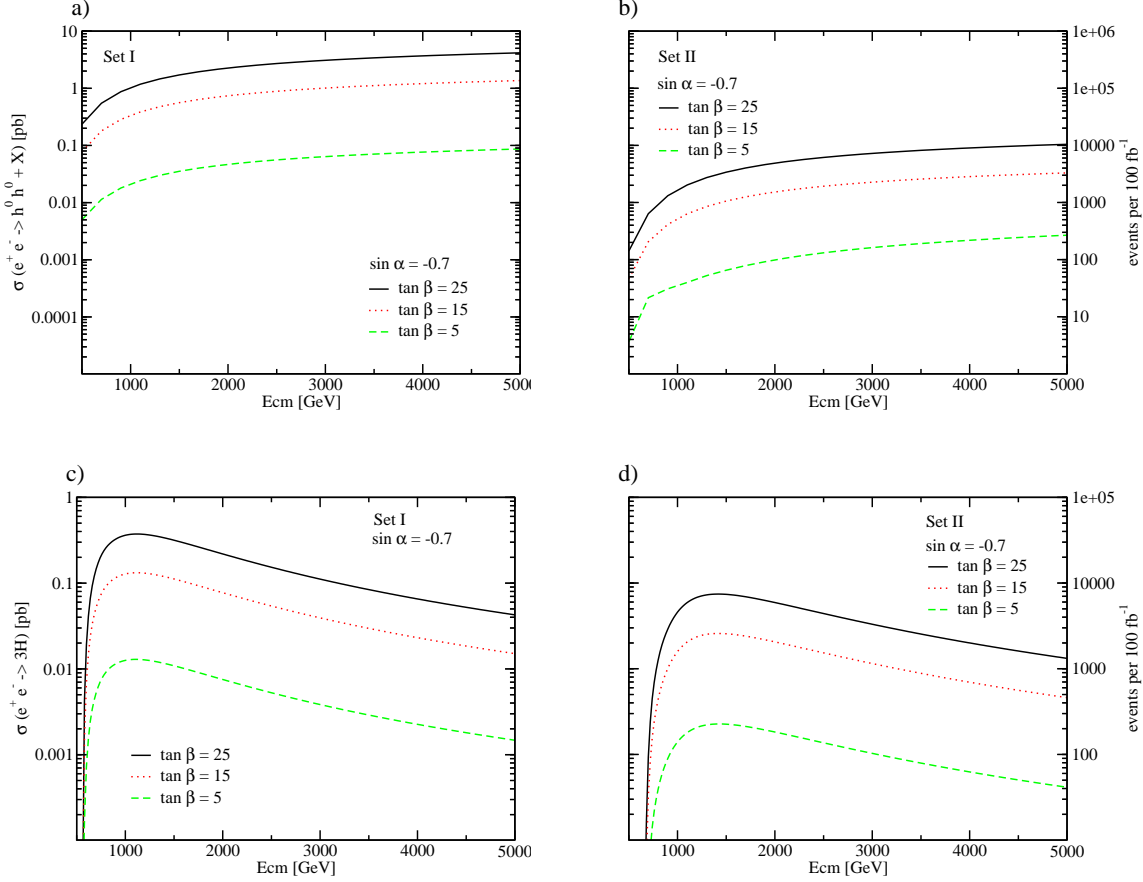 a)
σ (e⁺ e⁻ -> h⁰ h⁰ + X) [pb]
10
1
0.1
0.01
0.001
0.0001
Set I
sin α = -0.7
tan β = 25
tan β = 15
tan β = 5
1000 2000 3000 4000 5000
Ecm [GeV]
b)
Set II
sin α = -0.7
tan β = 25
tan β = 15
tan β = 5
1e+06
1e+05
10000
1000
100
10
events per 100 fb⁻¹
1000 2000 3000 4000 5000
Ecm [GeV]
c)
σ (e⁺ e⁻ -> 3H) [pb]
1
0.1
0.01
0.001
Set I
sin α = -0.7
tan β = 25
tan β = 15
tan β = 5
1000 2000 3000 4000 5000
Ecm [GeV]
d)
Set II
sin α = -0.7
tan β = 25
tan β = 15
tan β = 5
1e+05
10000
1000
100
events per 100 fb⁻¹
1000 2000 3000 4000 5000
Ecm [GeV]